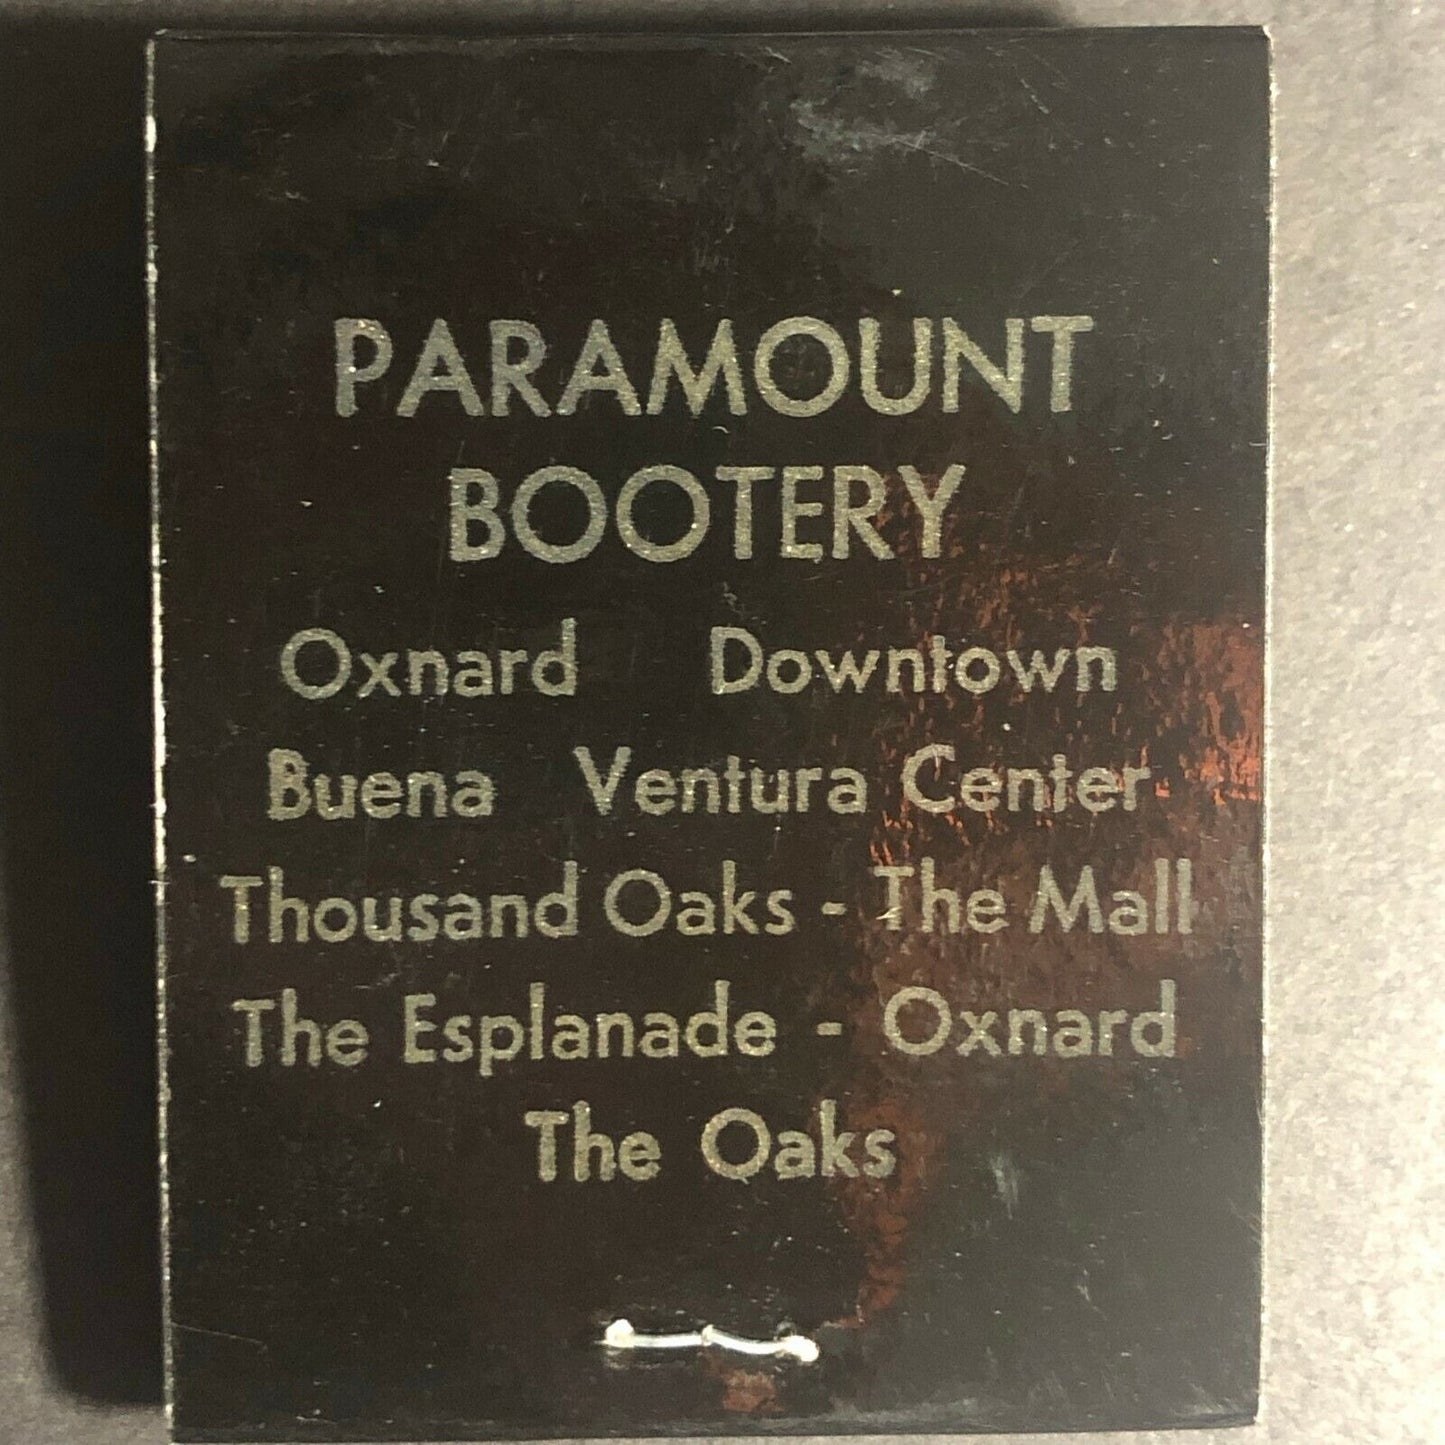 PARAMOUNT
BOOTERY
Oxnard Downtown
Buena Ventura Center
Thousand Oaks - The Mall
The Esplanade - Oxnard
The Oaks